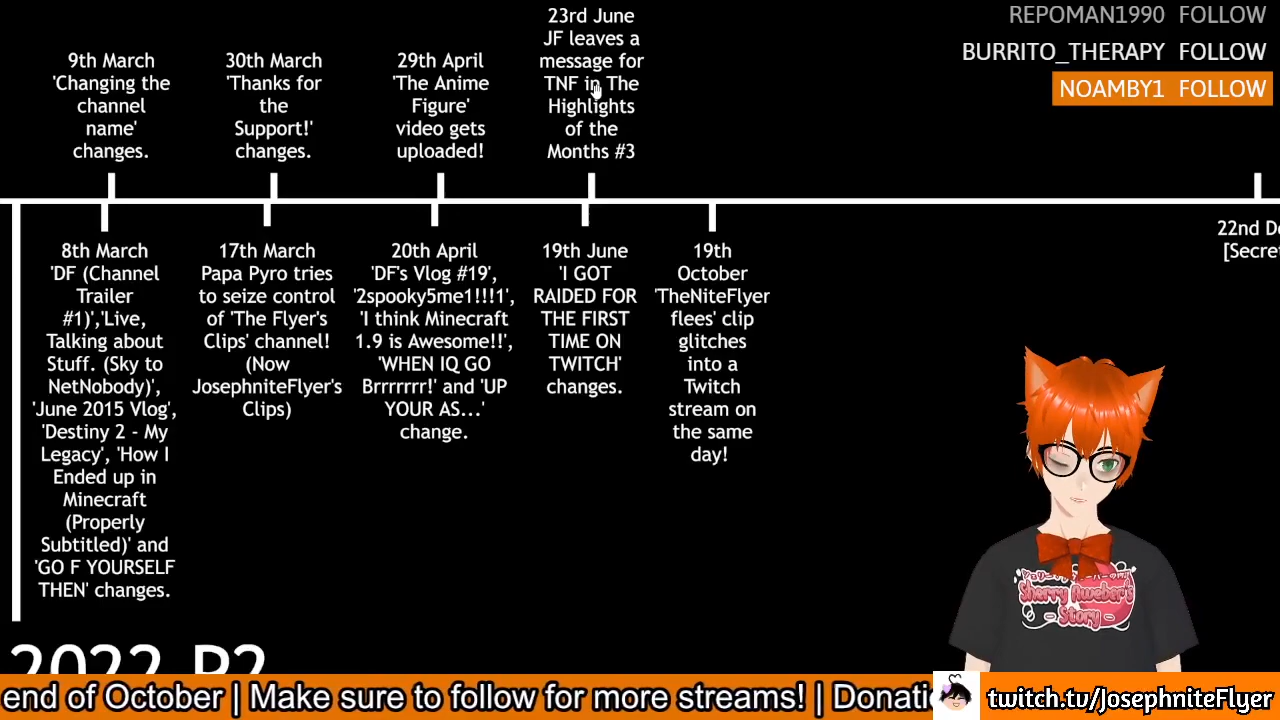 REPOMAN1990 FOLLOW
BURRITO_THERAPY FOLLOW
NOAMBY1 FOLLOW
9th March
'Changing the
channel
name'
changes.
30th March
'Thanks for
the
Support!'
changes.
29th April
'The Anime
Figure'
video gets
uploaded!
23rd June
JF leaves a
message for
TNF in The
Highlights
of the
Months #3
8th March
'DF (Channel
Trailer
#1)','Live,
Talking about
Stuff. (Sky to
NetNobody)',
'June 2015 Vlog',
'Destiny 2 - My
Legacy', 'How I
Ended up in
Minecraft
(Properly
Subtitled)' and
'GO F YOURSELF
THEN' changes.
17th March
Papa Pyro tries
to seize control
of 'The Flyer's
Clips' channel!
(Now
JosephniteFlyer's
Clips)
20th April
'DF's Vlog #19',
'2spooky5me1!!!1',
'I think Minecraft
1.9 is Awesome!!',
'WHEN IQ GO
Brrrrrrr!' and 'UP
YOUR AS...'
change.
19th June
'I GOT
RAIDED FOR
THE FIRST
TIME ON
TWITCH'
changes.
19th
October
'TheNiteFlyer
flees' clip
glitches
into a
Twitch
stream on
the same
day!
22nd De
[Secre
Sherry Aweber's
- Story -
2022 P2
end of October | Make sure to follow for more streams! | Donati
twitch.tv/JosephniteFlyer